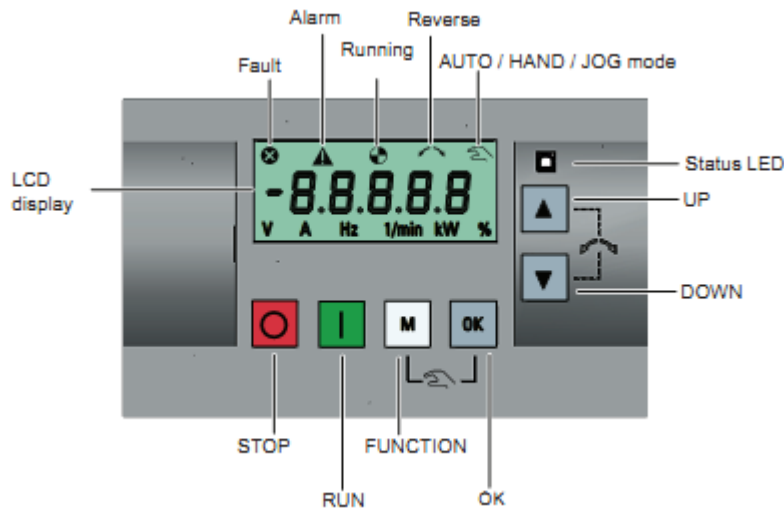 Alarm
Reverse
Running
Fault
AUTO / HAND / JOG mode
LCD
display
-8.8.8.8.8
V A Hz 1/min kW %
Status LED
UP
DOWN
M
OK
STOP
FUNCTION
RUN
OK